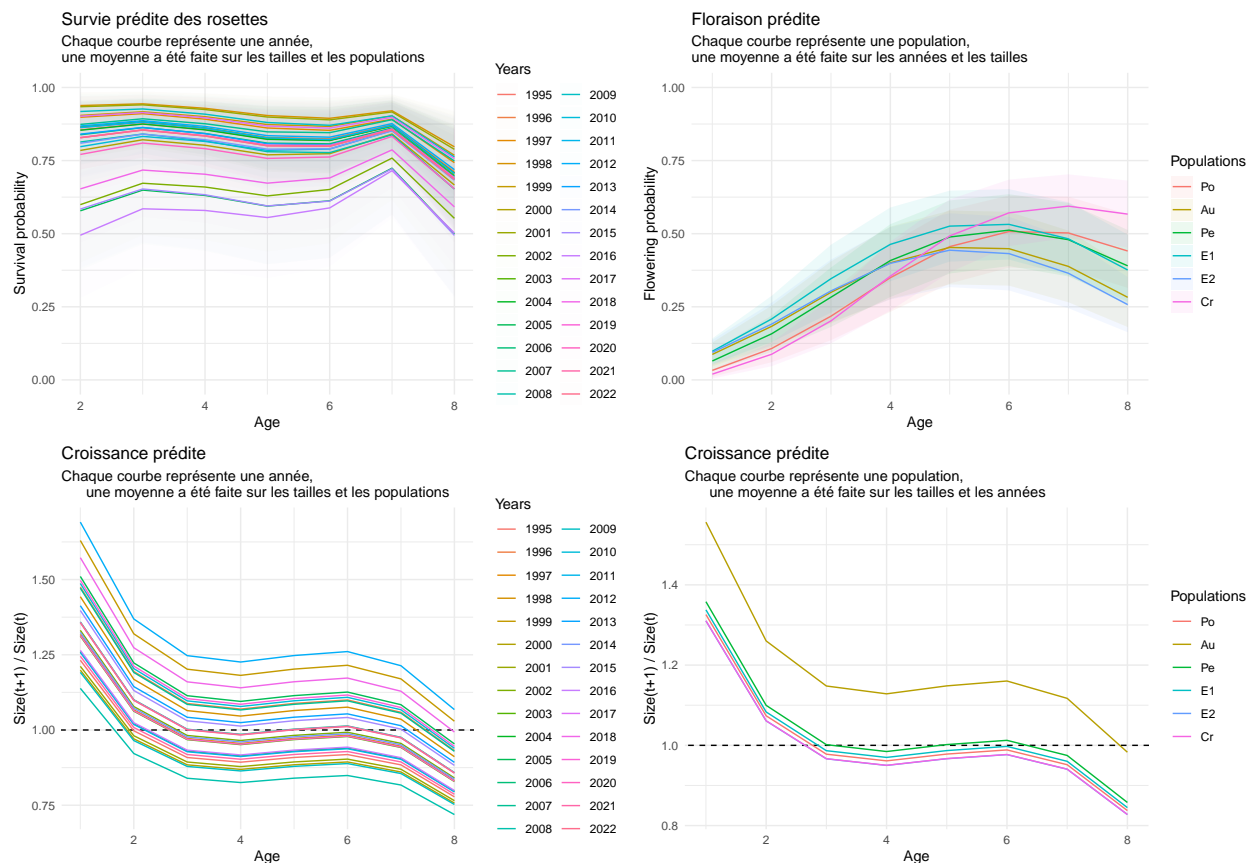 Survie prédite des rosettes
Chaque courbe représente une année,
une moyenne a été faite sur les tailles et les populations
Survival probability
1.00
0.75
0.50
0.25
0.00
2
4
6
8
Age
Years
1995
1996
1997
1998
1999
2000
2001
2002
2003
2004
2005
2006
2007
2008
2009
2010
2011
2012
2013
2014
2015
2016
2017
2018
2019
2020
2021
2022
Floraison prédite
Chaque courbe représente une population,
une moyenne a été faite sur les années et les tailles
Flowering probability
1.00
0.75
0.50
0.25
0.00
2
4
6
8
Age
Populations
Po
Au
Pe
E1
E2
Cr
Croissance prédite
Chaque courbe représente une année,
une moyenne a été faite sur les tailles et les populations
Size(t+1) / Size(t)
1.50
1.25
1.00
0.75
2
4
6
8
Age
Years
1995
1996
1997
1998
1999
2000
2001
2002
2003
2004
2005
2006
2007
2008
2009
2010
2011
2012
2013
2014
2015
2016
2017
2018
2019
2020
2021
2022
Croissance prédite
Chaque courbe représente une population,
une moyenne a été faite sur les tailles et les années
Size(t+1) / Size(t)
1.4
1.2
1.0
0.8
2
4
6
8
Age
Populations
Po
Au
Pe
E1
E2
Cr